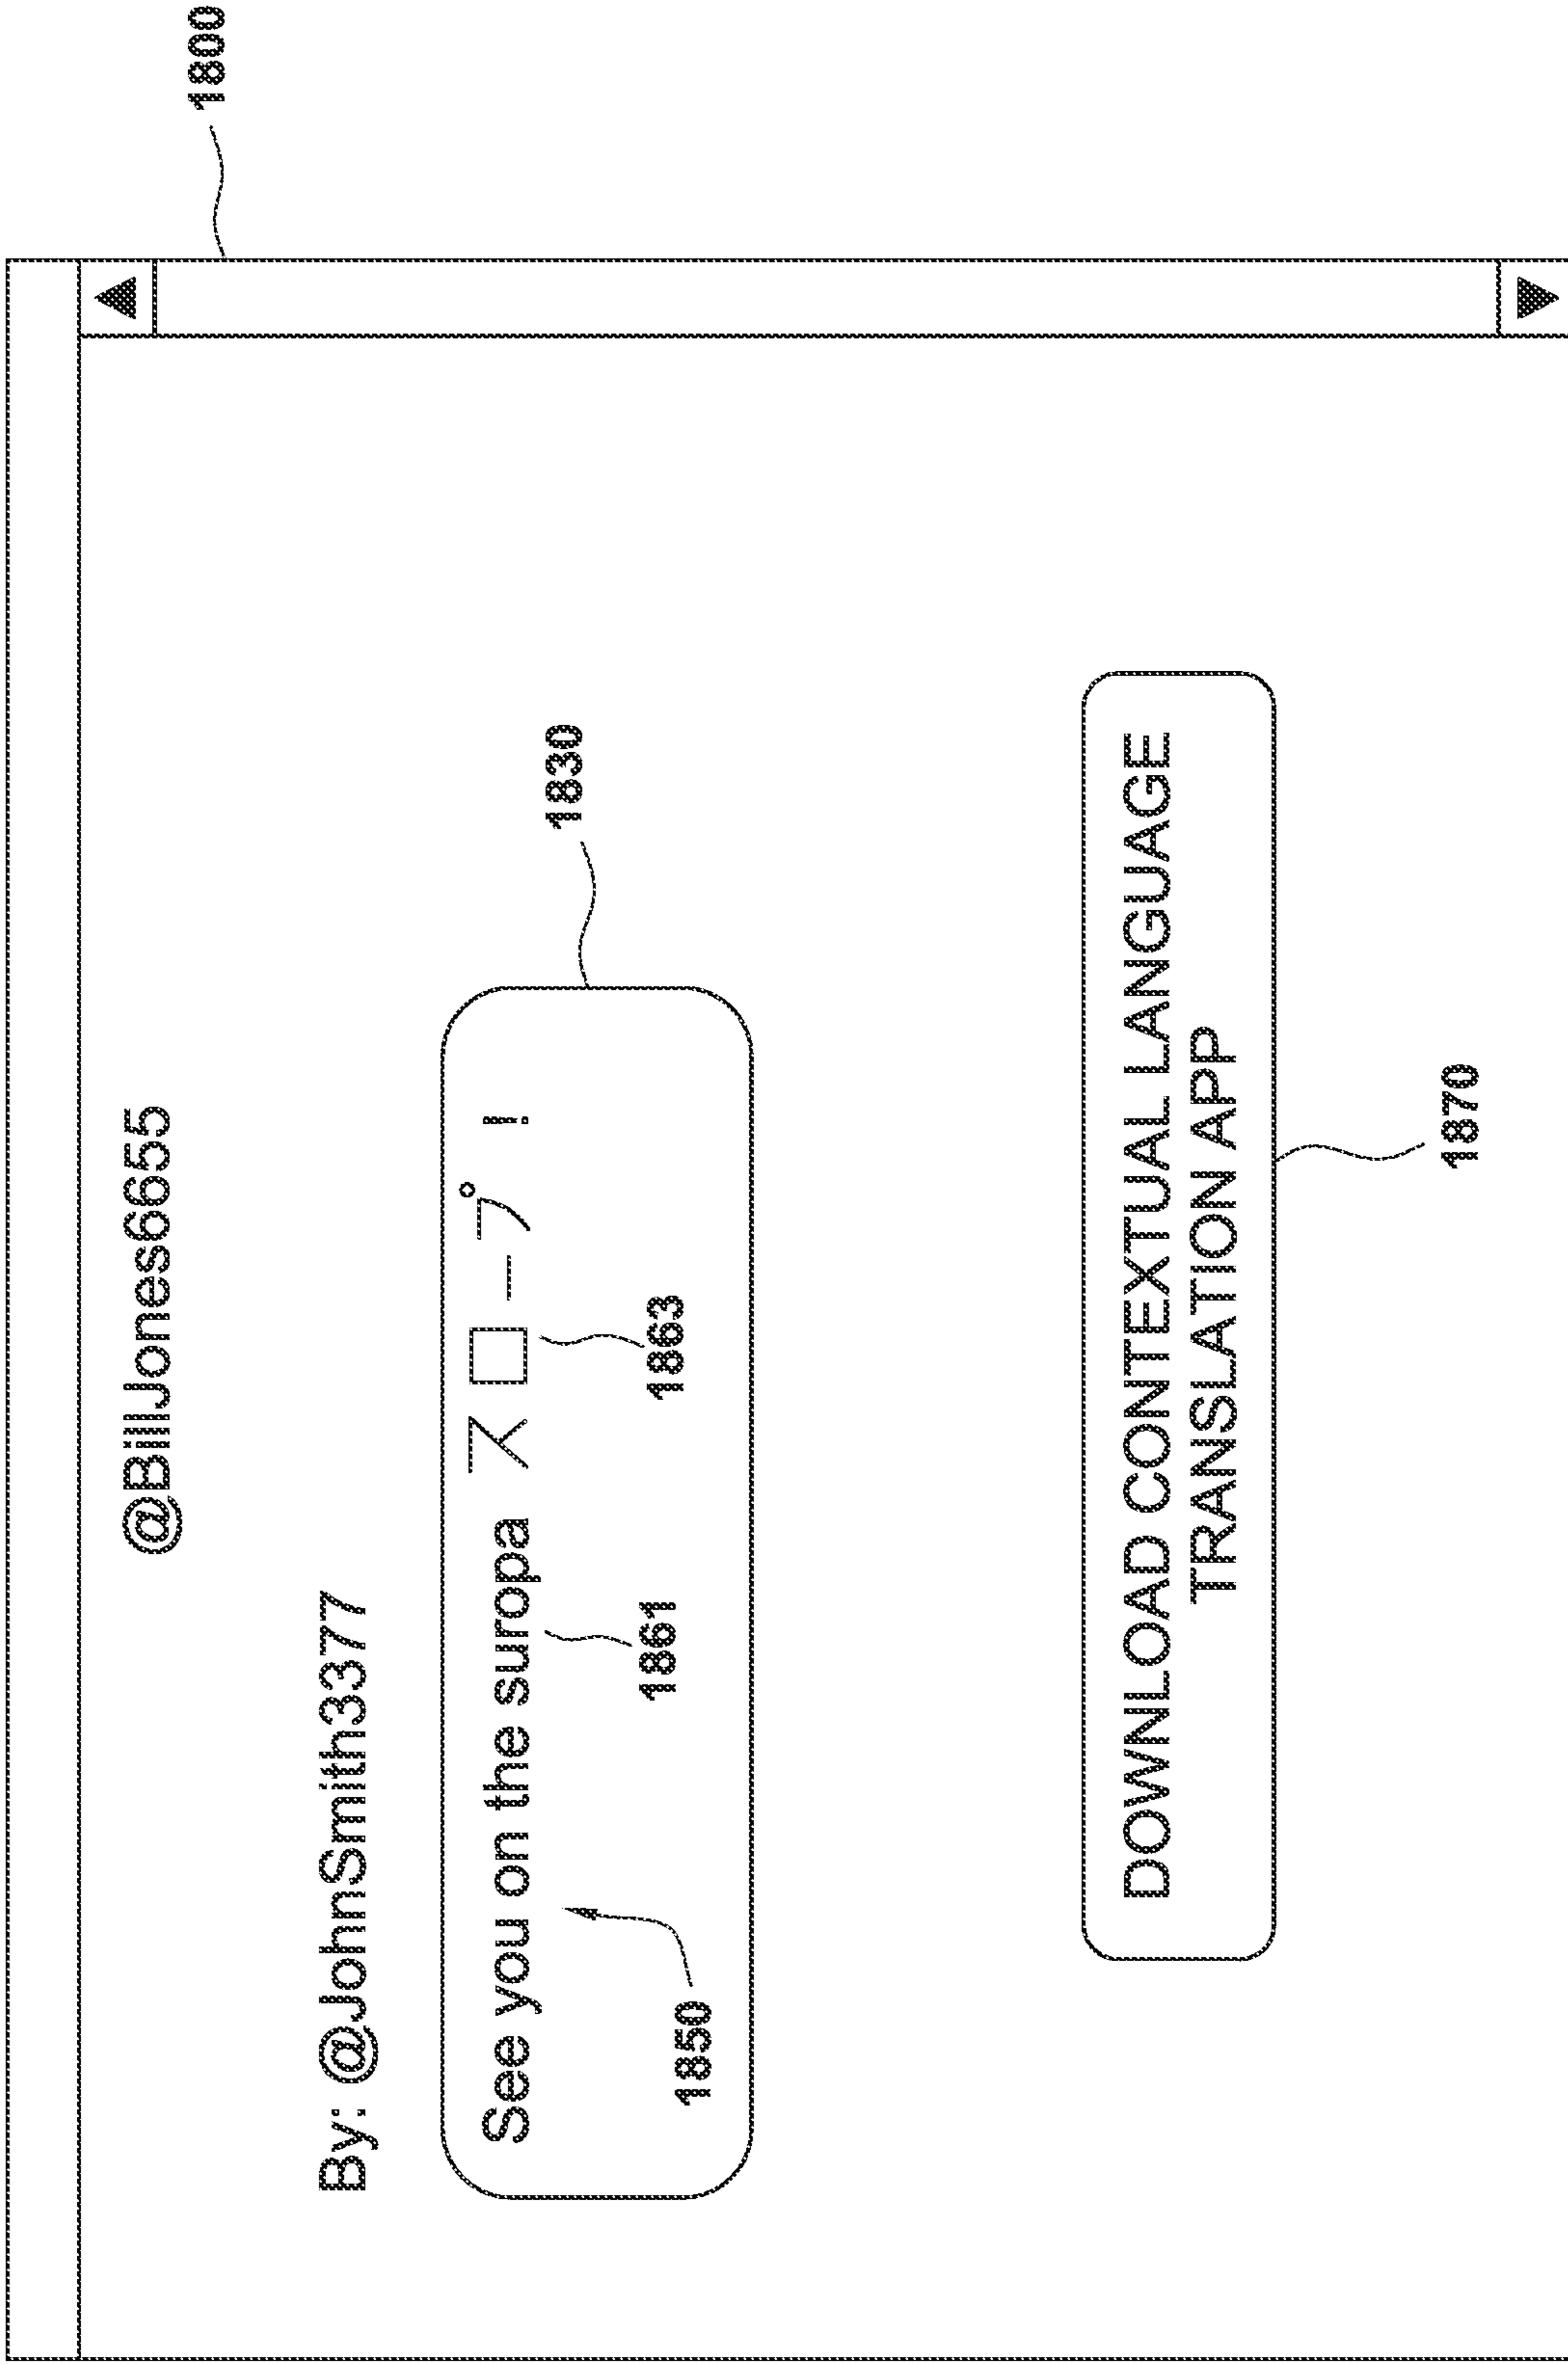 1800
@BillJones6655
By: @JohnSmith3377
See you on the suropa スロープ !
1830
1850
1861
1863
DOWNLOAD CONTEXTUAL LANGUAGE
TRANSLATION APP
1870